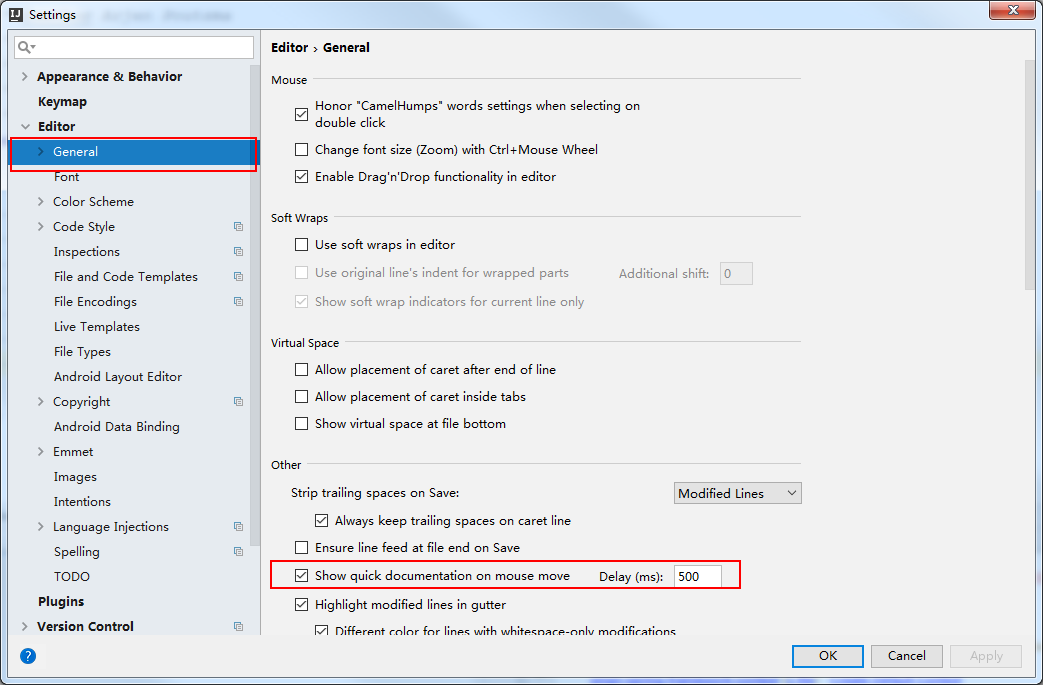 Settings
Appearance & Behavior
Keymap
Editor
General
Font
Color Scheme
Code Style
Inspections
File and Code Templates
File Encodings
Live Templates
File Types
Android Layout Editor
Copyright
Android Data Binding
Emmet
Images
Intentions
Language Injections
Spelling
TODO
Plugins
Version Control
Editor › General
Mouse
Honor "CamelHumps" words settings when selecting on
double click
Change font size (Zoom) with Ctrl+Mouse Wheel
Enable Drag'n'Drop functionality in editor
Soft Wraps
Use soft wraps in editor
Use original line's indent for wrapped parts Additional shift: 0
Show soft wrap indicators for current line only
Virtual Space
Allow placement of caret after end of line
Allow placement of caret inside tabs
Show virtual space at file bottom
Other
Strip trailing spaces on Save: Modified Lines
Always keep trailing spaces on caret line
Ensure line feed at file end on Save
Show quick documentation on mouse move Delay (ms): 500
Highlight modified lines in gutter
Different color for lines with whitespace-only modifications
? OK Cancel Apply